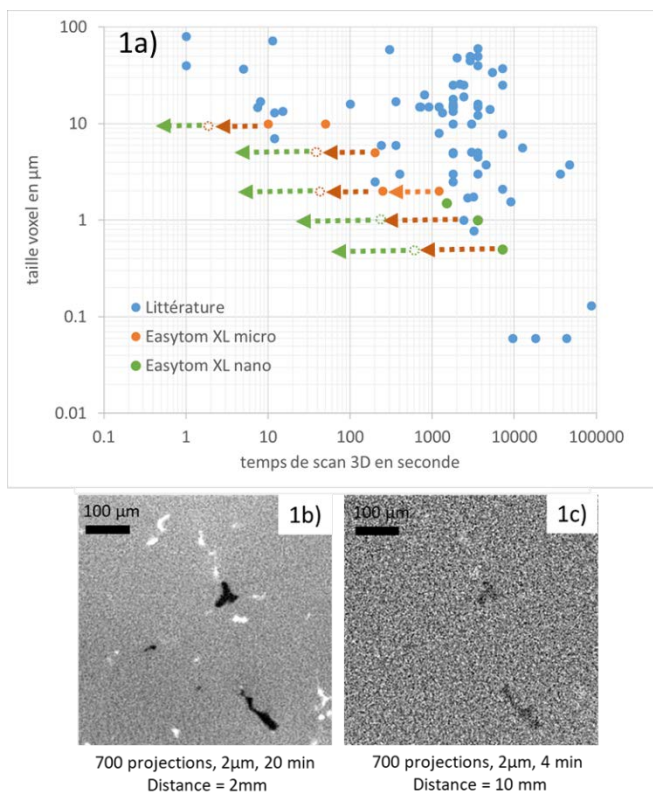 1a)
100
10
1
0.1
0.01
taille voxel en µm
Littérature
Easytom XL micro
Easytom XL nano
0.1 1 10 100 1000 10000 100000
temps de scan 3D en seconde
100 µm
1b)
100 µm
1c)
700 projections, 2µm, 20 min
Distance = 2mm
700 projections, 2µm, 4 min
Distance = 10 mm